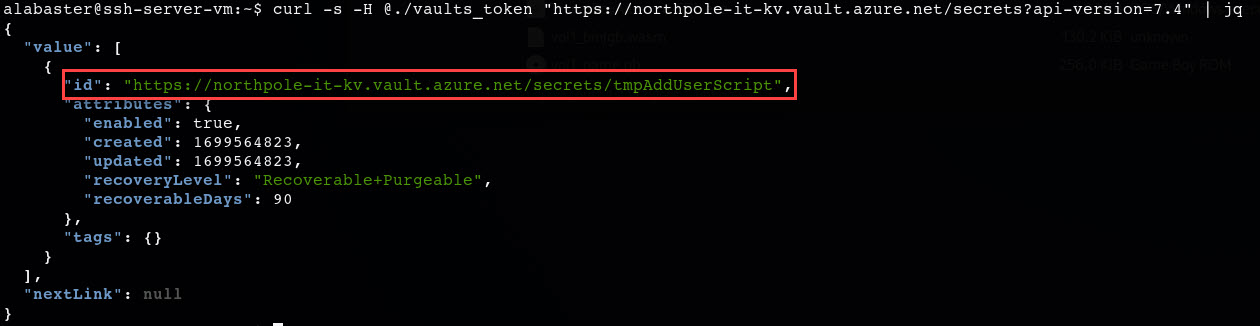 alabaster@ssh-server-vm:~$ curl -s -H @./vaults_token "https://northpole-it-kv.vault.azure.net/secrets?api-version=7.4" | jq
{
  "value": [
    {
      "id": "https://northpole-it-kv.vault.azure.net/secrets/tmpAddUserScript",
      "attributes": {
        "enabled": true,
        "created": 1699564823,
        "updated": 1699564823,
        "recoveryLevel": "Recoverable+Purgeable",
        "recoverableDays": 90
      },
      "tags": {}
    }
  ],
  "nextLink": null
}